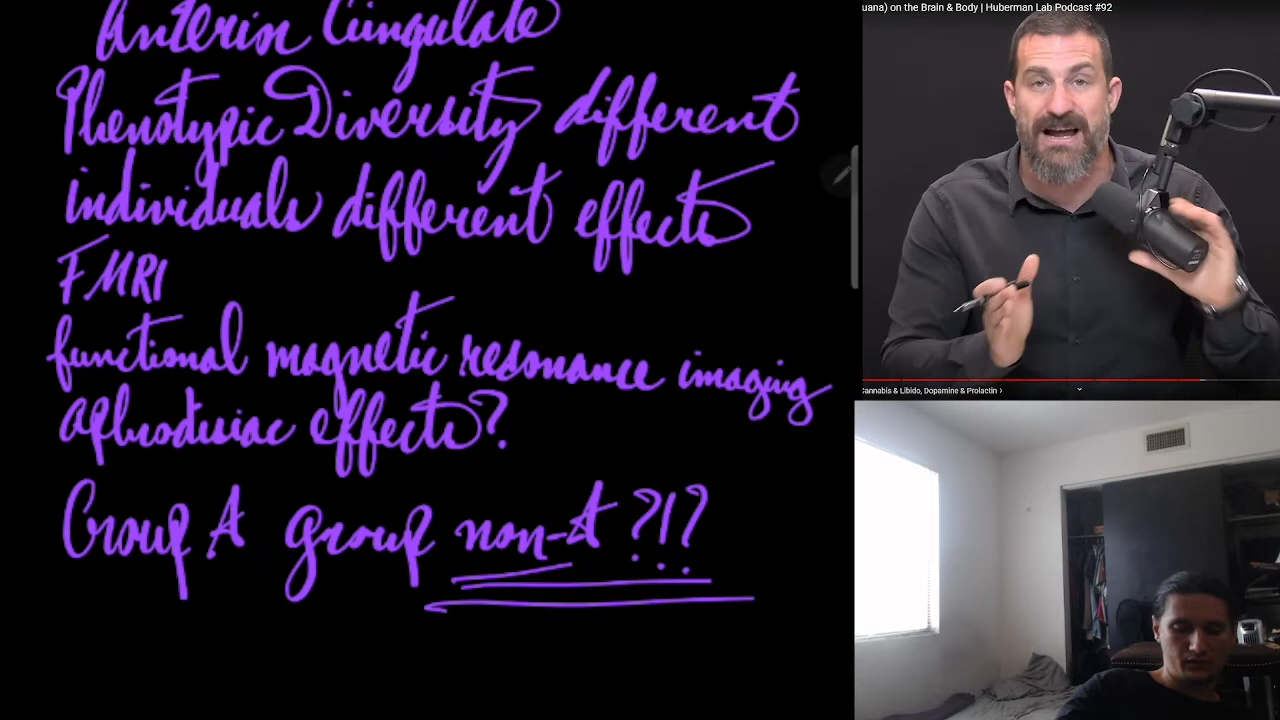 Anterior Cingulate
Phenotypic Diversity different
individuals different effects
FMRI
functional magnetic resonance imaging
aphrodisiac effects?
Group A group non-A ?!?
uana) on the Brain & Body | Huberman Lab Podcast #92
Cannabis & Libido, Dopamine & Prolactin ›